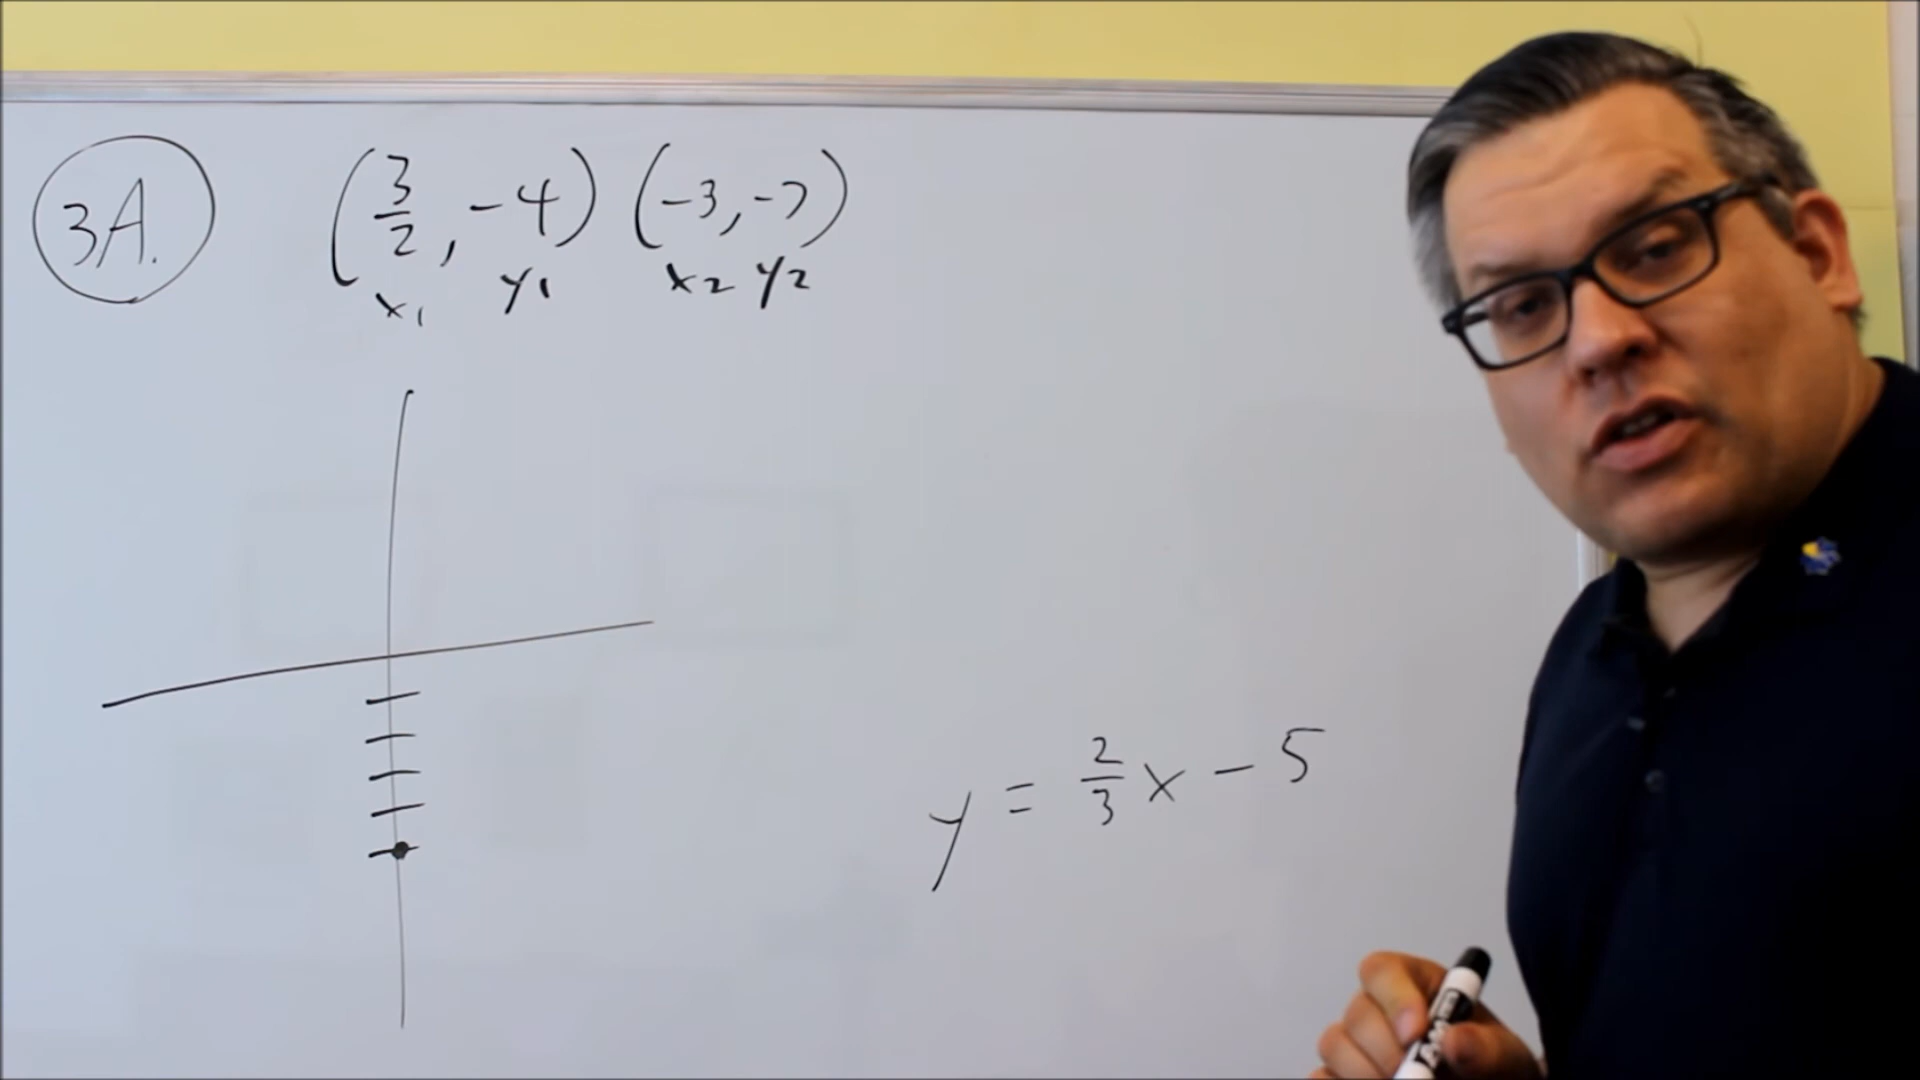 3A. (3/2, -4) (-3, -7)
x1 y1 x2 y2
y = 2/3 x - 5